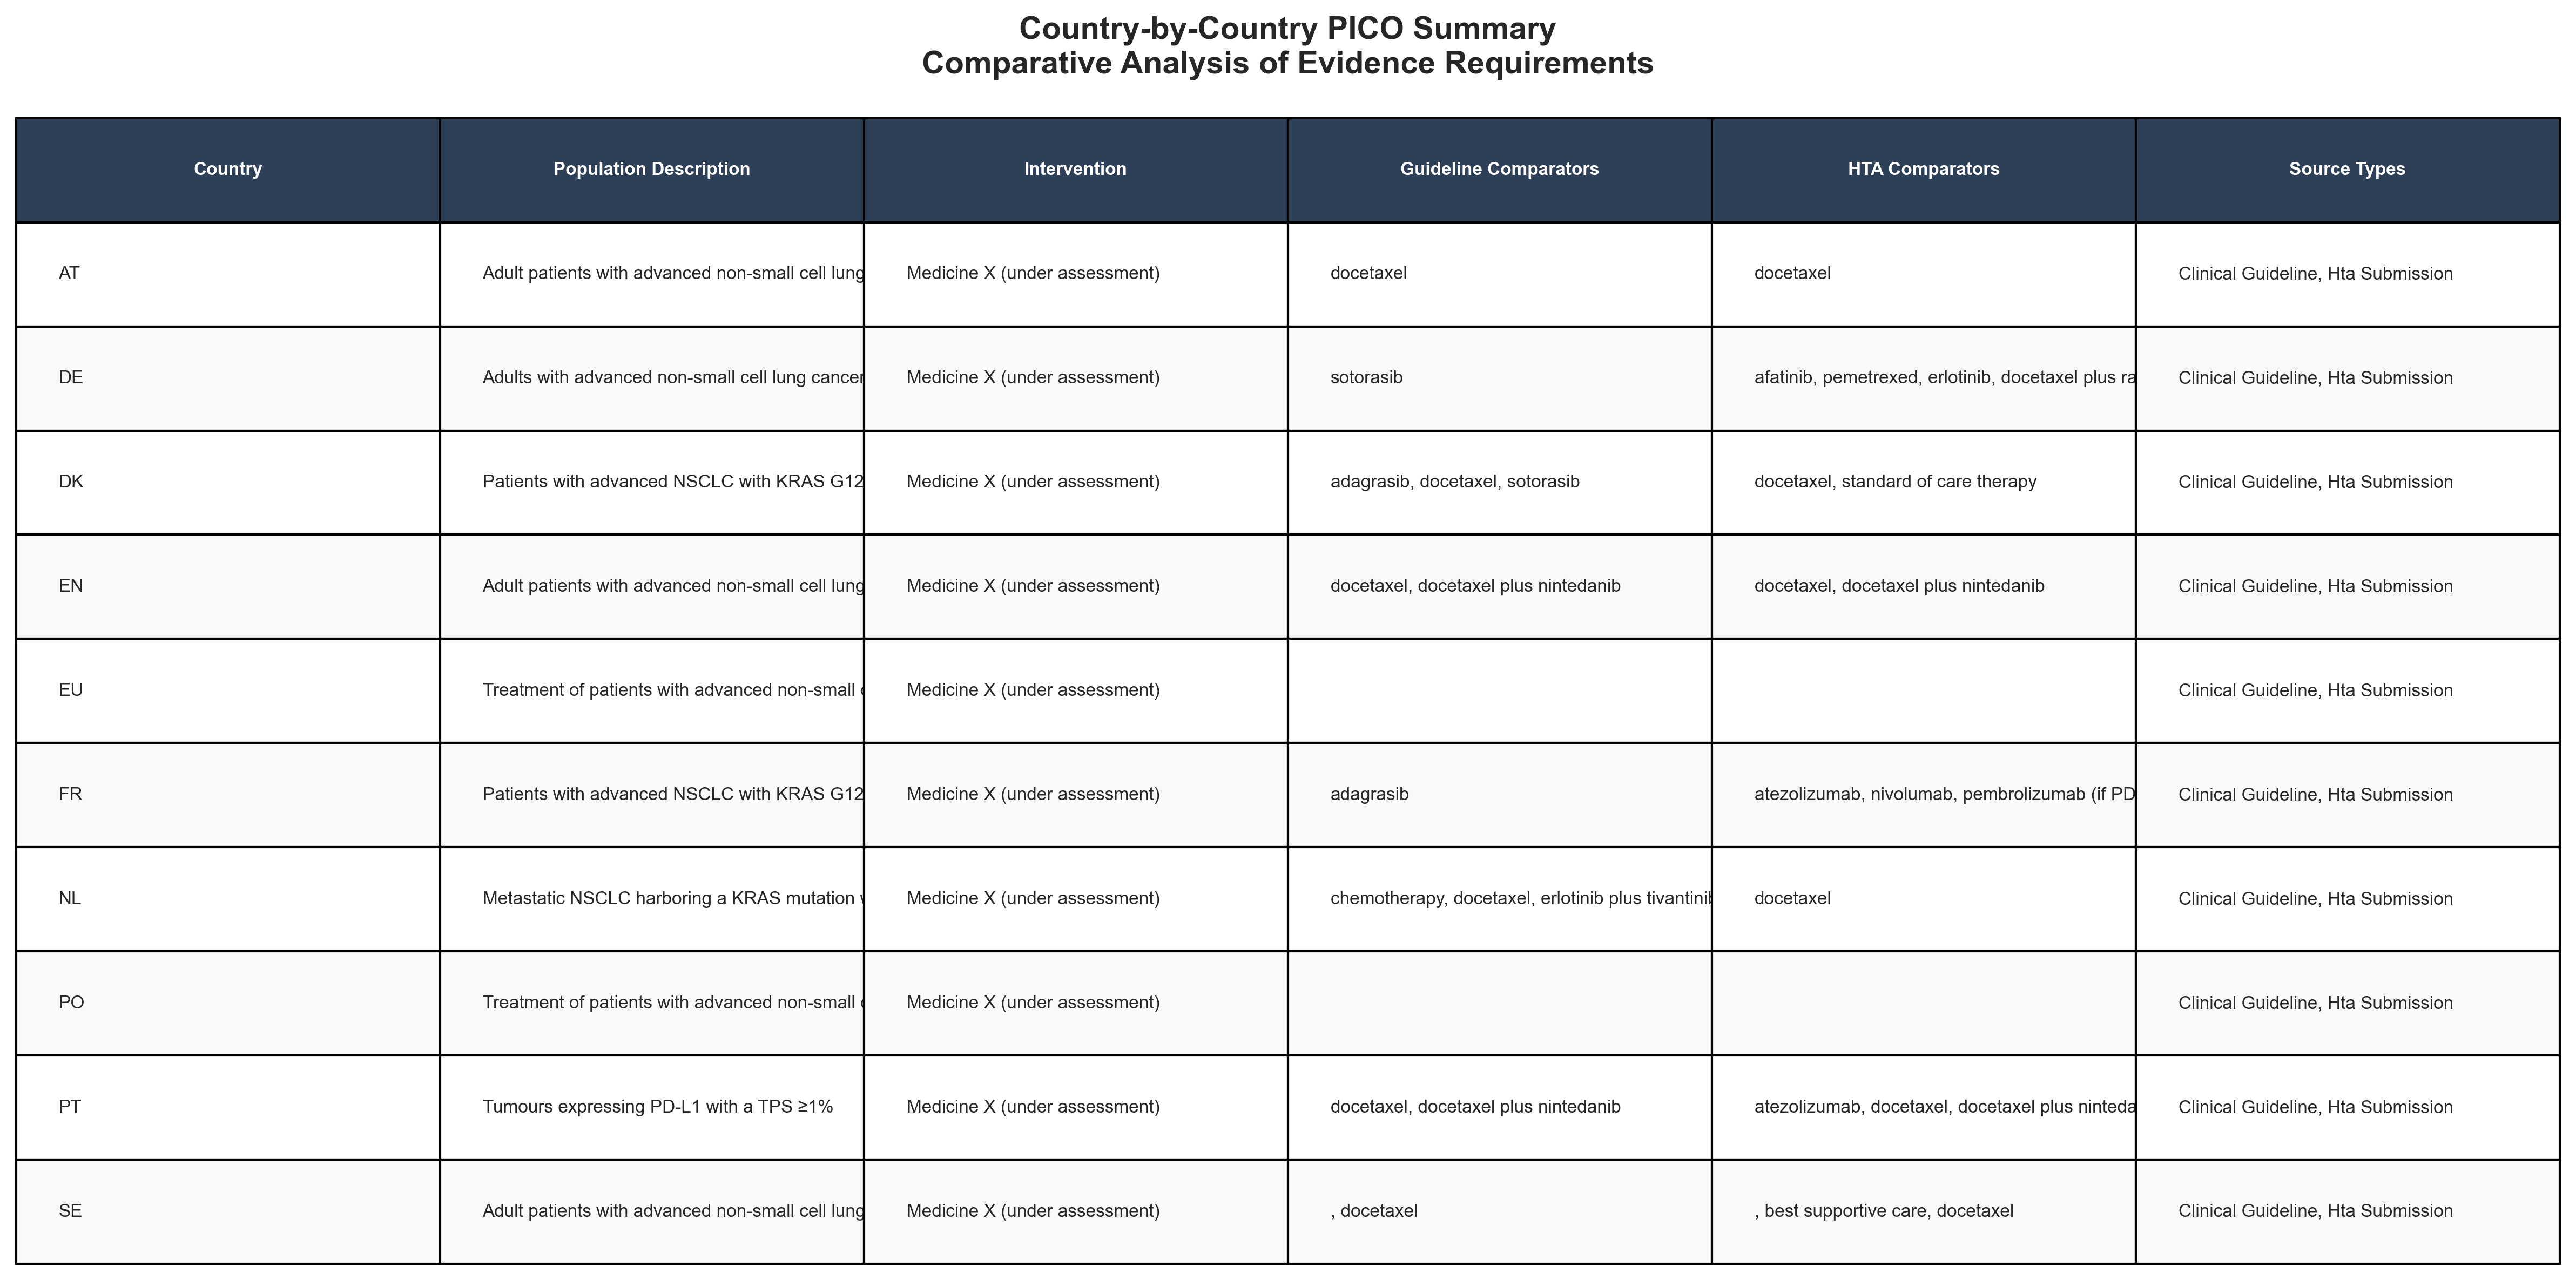 Country-by-Country PICO Summary
Comparative Analysis of Evidence Requirements
Country Population Description Intervention Guideline Comparators HTA Comparators Source Types
AT Adult patients with advanced non-small cell lung Medicine X (under assessment) docetaxel docetaxel Clinical Guideline, Hta Submission
DE Adults with advanced non-small cell lung cancer Medicine X (under assessment) sotorasib afatinib, pemetrexed, erlotinib, docetaxel plus ra Clinical Guideline, Hta Submission
DK Patients with advanced NSCLC with KRAS G12 Medicine X (under assessment) adagrasib, docetaxel, sotorasib docetaxel, standard of care therapy Clinical Guideline, Hta Submission
EN Adult patients with advanced non-small cell lung Medicine X (under assessment) docetaxel, docetaxel plus nintedanib docetaxel, docetaxel plus nintedanib Clinical Guideline, Hta Submission
EU Treatment of patients with advanced non-small Medicine X (under assessment) Clinical Guideline, Hta Submission
FR Patients with advanced NSCLC with KRAS G12 Medicine X (under assessment) adagrasib atezolizumab, nivolumab, pembrolizumab (if PD Clinical Guideline, Hta Submission
NL Metastatic NSCLC harboring a KRAS mutation Medicine X (under assessment) chemotherapy, docetaxel, erlotinib plus tivantinib docetaxel Clinical Guideline, Hta Submission
PO Treatment of patients with advanced non-small Medicine X (under assessment) Clinical Guideline, Hta Submission
PT Tumours expressing PD-L1 with a TPS ≥1% Medicine X (under assessment) docetaxel, docetaxel plus nintedanib atezolizumab, docetaxel, docetaxel plus ninteda Clinical Guideline, Hta Submission
SE Adult patients with advanced non-small cell lung Medicine X (under assessment) , docetaxel , best supportive care, docetaxel Clinical Guideline, Hta Submission